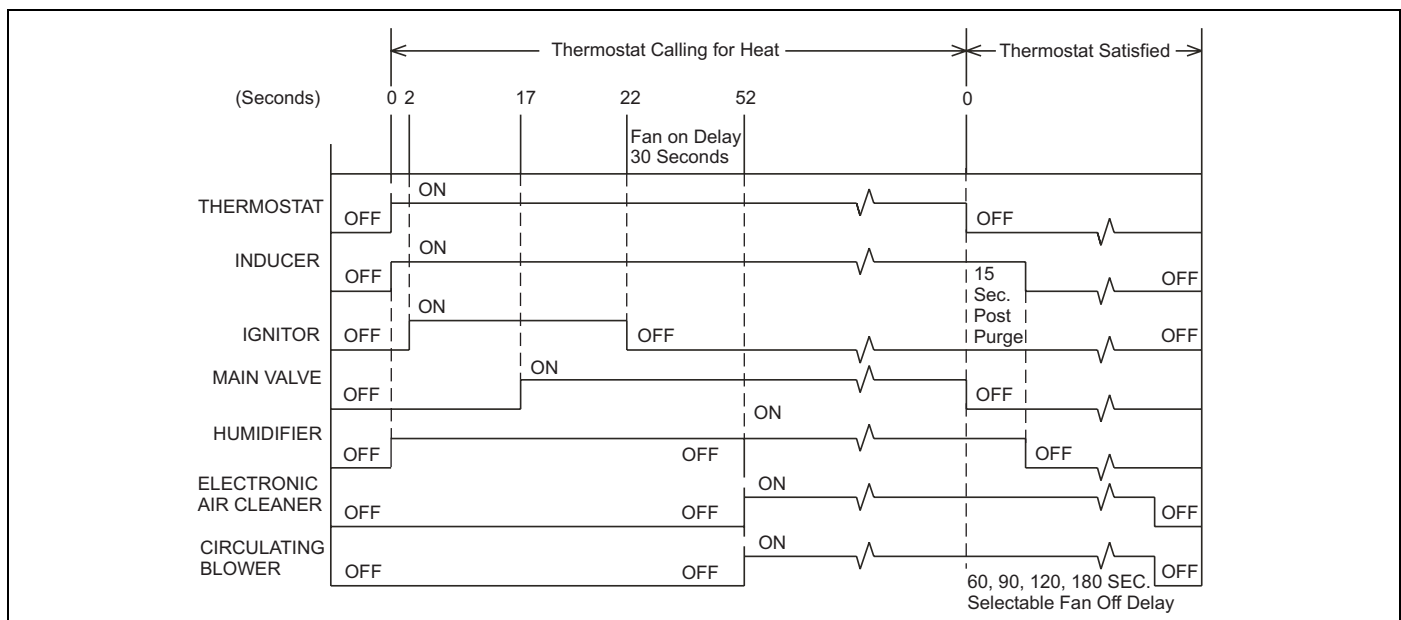 Thermostat Calling for Heat
Thermostat Satisfied
(Seconds) 0 2 17 22 52 0
Fan on Delay
30 Seconds
THERMOSTAT OFF ON OFF
INDUCER OFF ON OFF
15
Sec.
Post
Purge
IGNITOR OFF ON OFF OFF
MAIN VALVE OFF ON OFF
HUMIDIFIER OFF OFF ON OFF
ELECTRONIC
AIR CLEANER OFF OFF ON OFF
CIRCULATING
BLOWER OFF OFF ON OFF
60, 90, 120, 180 SEC.
Selectable Fan Off Delay